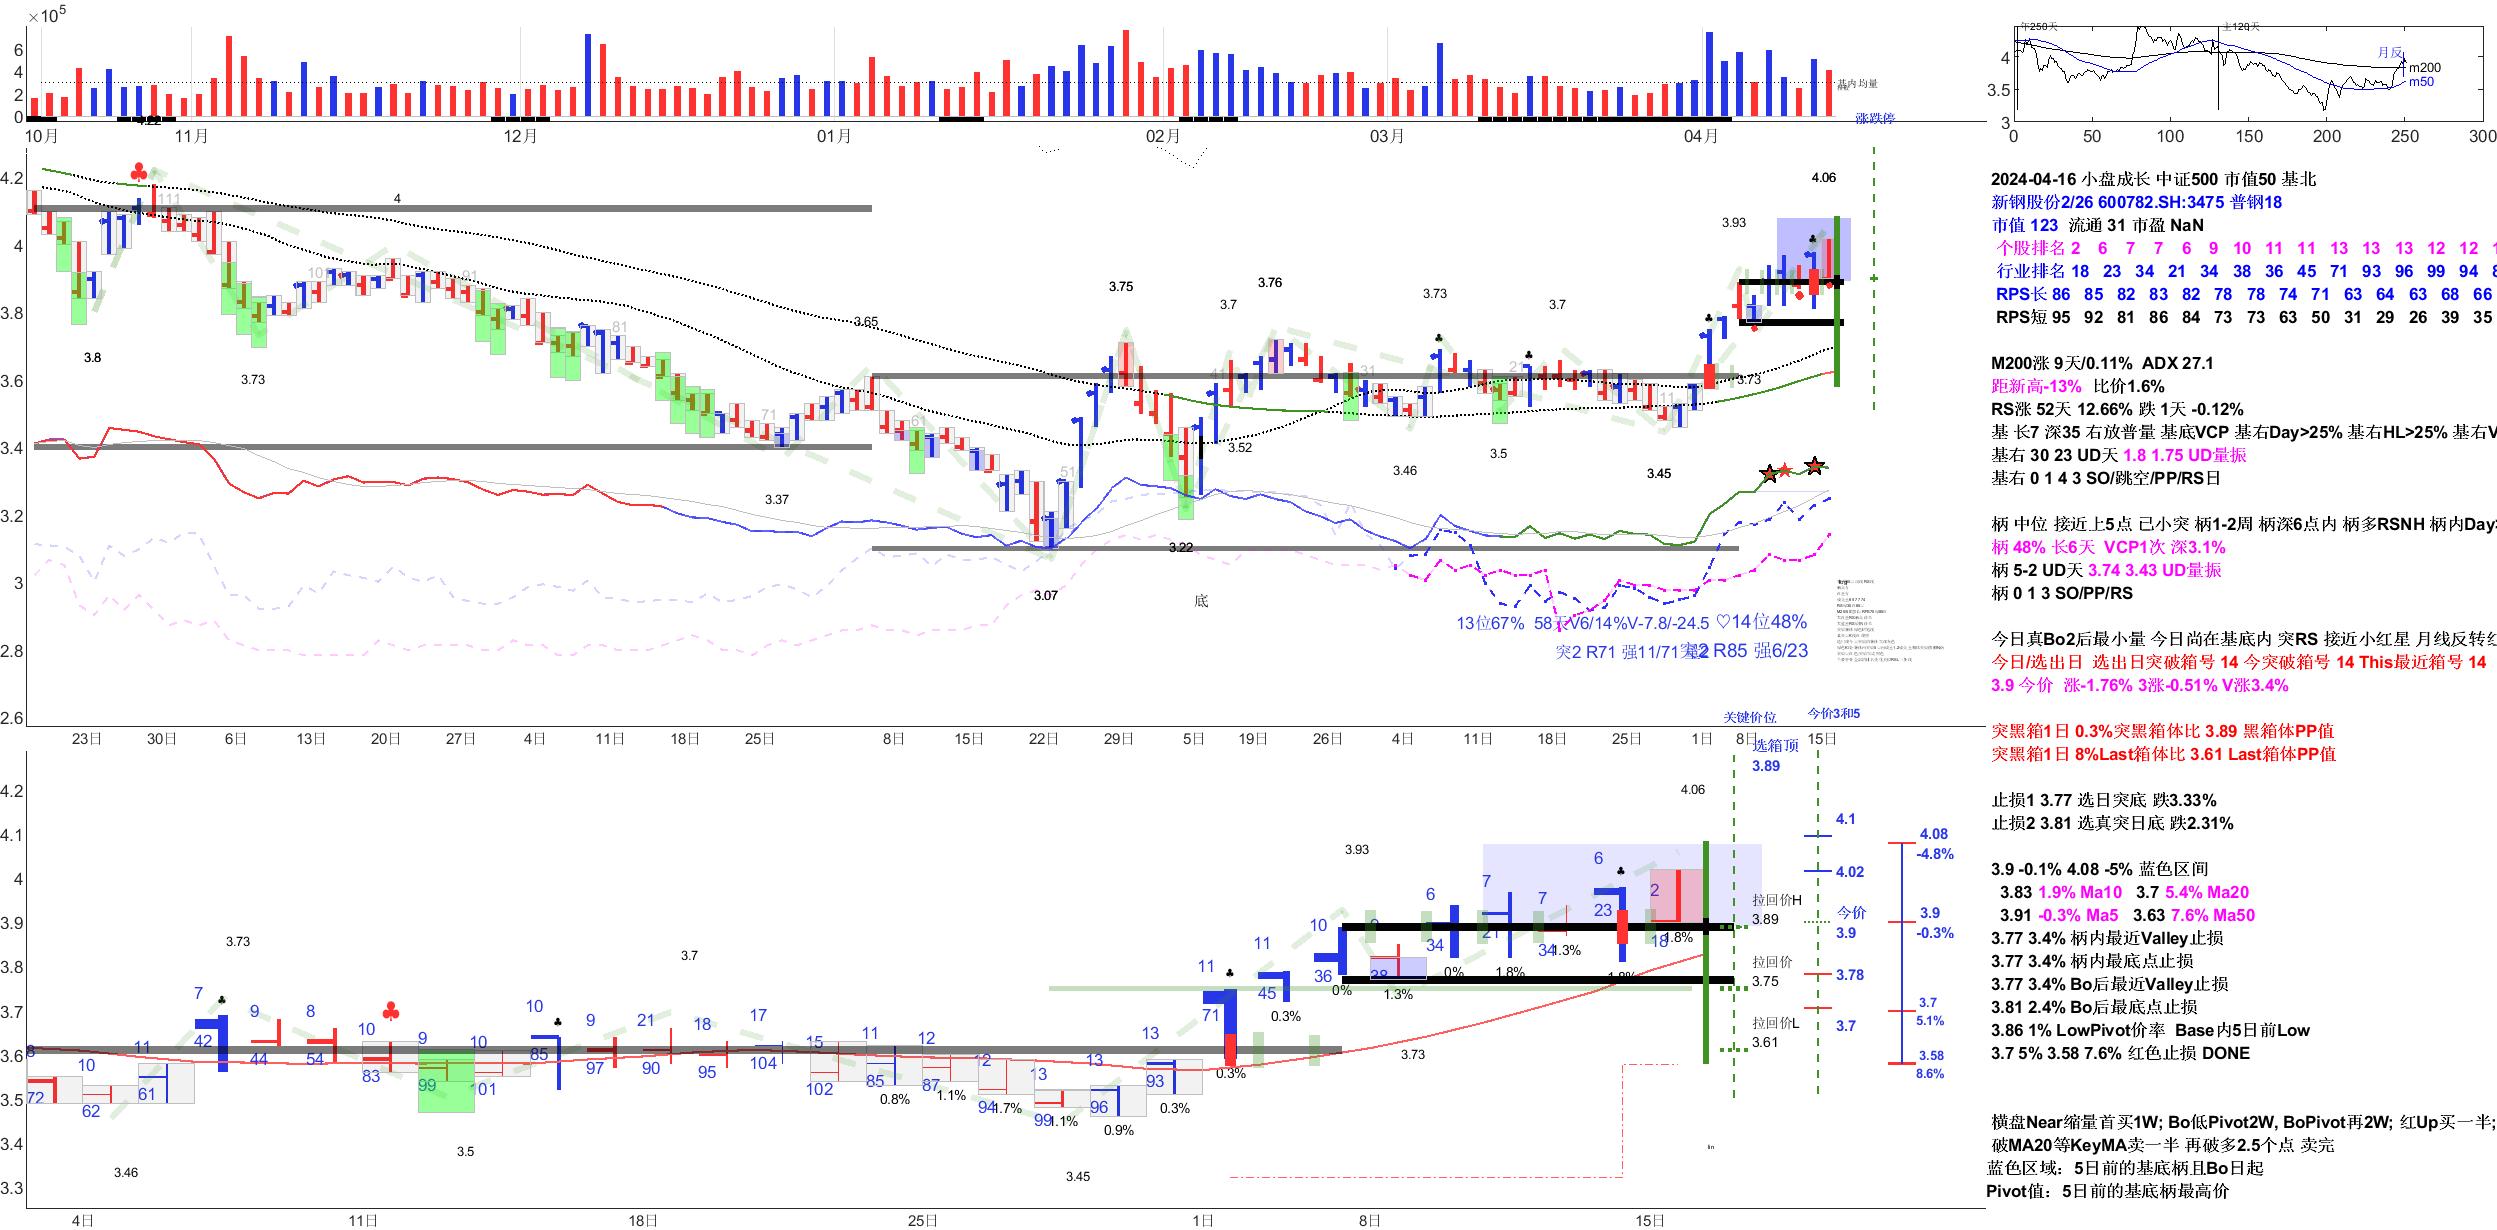 ×10⁵
6
4
2
0
基内均量
涨跌停
10月 11月 12月 01月 02月 03月 04月
4.22
年250天 主120天
月反
m200
m50
4
3.5
3
0 50 100 150 200 250 300
4.2
4
3.8
3.6
3.4
3.2
3
2.8
2.6
4.06
3.93
4
3.65
3.75
3.76
3.7
3.73
3.7
3.73
3.8
3.73
3.37
3.52
3.46
3.5
3.45
3.22
3.07
底
111
101
91
81
71
61
51
41
31
21
11
13位67% 58天V6/14%V-7.8/-24.5 ♡14位48%
突2 R71 强11/71 突2 R85 强6/23
23日 30日 6日 13日 20日 27日 4日 11日 18日 25日 8日 15日 22日 29日 5日 19日 26日 4日 11日 18日 25日 1日 8日 15日
关键价位
今价3和5
选箱顶
3.89
4.2
4.1
4
3.9
3.8
3.7
3.6
3.5
3.4
3.3
4.06
3.93
3.73
3.7
3.73
3.5
3.46
3.45
8 10 11 7 9 8 10 9 10 10 9 21 18 17 15 11 12 12 13 13 13 11 11 10 9 6 7 7 6 2
72 62 61 42 44 54 83 99 101 85 97 90 95 104 102 85 87 94 99 96 93 71 45 36 38 34 21 34 23 18
0.8% 1.1% 1.7% 1.1% 0.9% 0.3% 0.3% 0.3% 0% 1.3% 0% 1.8% 1.3% 1.8% 1.8%
拉回价H
3.89
拉回价
3.75
拉回价L
3.61
4.1
4.02
今价
3.9
3.78
3.7
4.08
-4.8%
3.9
-0.3%
3.7
5.1%
3.58
8.6%
4日 11日 18日 25日 1日 8日 15日
2024-04-16 小盘成长 中证500 市值50 基北
新钢股份2/26 600782.SH:3475 普钢18
市值 123 流通 31 市盈 NaN
个股排名 2 6 7 7 6 9 10 11 11 13 13 13 12 12
行业排名 18 23 34 21 34 38 36 45 71 93 96 99 94
RPS长 86 85 82 83 82 78 78 74 71 63 64 63 68 66
RPS短 95 92 81 86 84 73 73 63 50 31 29 26 39 35
M200涨 9天/0.11% ADX 27.1
距新高-13% 比价1.6%
RS涨 52天 12.66% 跌 1天 -0.12%
基 长7 深35 右放普量 基底VCP 基右Day>25% 基右HL>25% 基右V
基右 30 23 UD天 1.8 1.75 UD量振
基右 0 1 4 3 SO/跳空/PP/RS日
柄 中位 接近上5点 己小突 柄1-2周 柄深6点内 柄多RSNH 柄内Day
柄 48% 长6天 VCP1次 深3.1%
柄 5-2 UD天 3.74 3.43 UD量振
柄 0 1 3 SO/PP/RS
今日真Bo2后最小量 今日尚在基底内 突RS 接近小红星 月线反转
今日/选出日 选出日突破箱号 14 今突破箱号 14 This最近箱号 14
3.9 今价 涨-1.76% 3涨-0.51% V涨3.4%
突黑箱1日 0.3%突黑箱体比 3.89 黑箱体PP值
突黑箱1日 8%Last箱体比 3.61 Last箱体PP值
止损1 3.77 选日突底 跌3.33%
止损2 3.81 选真突日底 跌2.31%
3.9 -0.1% 4.08 -5% 蓝色区间
3.83 1.9% Ma10 3.7 5.4% Ma20
3.91 -0.3% Ma5 3.63 7.6% Ma50
3.77 3.4% 柄内最近Valley止损
3.77 3.4% 柄内最底点止损
3.77 3.4% Bo后最近Valley止损
3.81 2.4% Bo后最底点止损
3.86 1% LowPivot价率 Base内5日前Low
3.7 5% 3.58 7.6% 红色止损 DONE
横盘Near缩量首买1W; Bo低Pivot2W, BoPivot再2W; 红Up买一半;
破MA20等KeyMA卖一半 再破多2.5个点 卖完
蓝色区域：5日前的基底柄且Bo日起
Pivot值：5日前的基底柄最高价